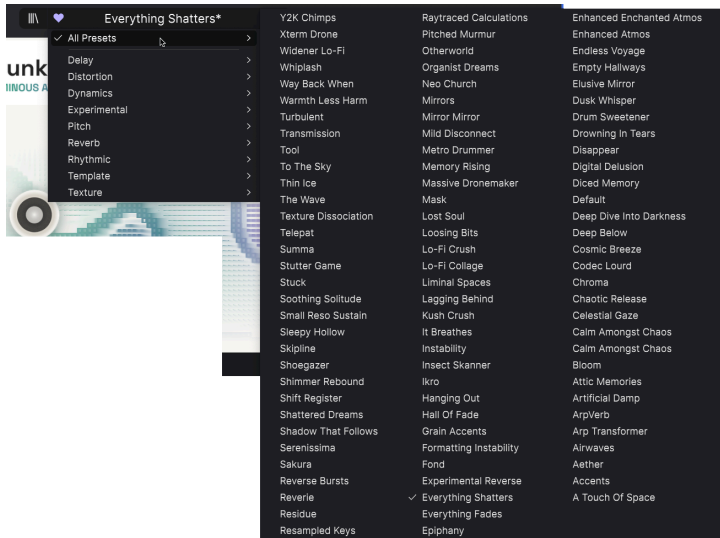 Everything Shatters*
All Presets
Delay
Distortion
Dynamics
Experimental
Pitch
Reverb
Rhythmic
Template
Texture
unk
Y2K Chimps
Xterm Drone
Widener Lo-Fi
Whiplash
Way Back When
Warmth Less Harm
Turbulent
Transmission
Tool
To The Sky
Thin Ice
The Wave
Texture Dissociation
Telepat
Summa
Stutter Game
Stuck
Soothing Solitude
Small Reso Sustain
Sleepy Hollow
Skipline
Shoegazer
Shimmer Rebound
Shift Register
Shattered Dreams
Shadow That Follows
Serenissima
Sakura
Reverse Bursts
Reverie
Residue
Resampled Keys
Raytraced Calculations
Pitched Murmur
Otherworld
Organist Dreams
Neo Church
Mirrors
Mirror Mirror
Mild Disconnect
Metro Drummer
Memory Rising
Massive Dronemaker
Mask
Lost Soul
Loosing Bits
Lo-Fi Crush
Lo-Fi Collage
Liminal Spaces
Lagging Behind
Kush Crush
It Breathes
Instability
Insect Skanner
Ikro
Hanging Out
Hall Of Fade
Grain Accents
Formatting Instability
Fond
Experimental Reverse
Everything Shatters
Everything Fades
Epiphany
Enhanced Enchanted Atmos
Enhanced Atmos
Endless Voyage
Empty Hallways
Elusive Mirror
Dusk Whisper
Drum Sweetener
Drowning In Tears
Disappear
Digital Delusion
Diced Memory
Default
Deep Dive Into Darkness
Deep Below
Cosmic Breeze
Codec Lourd
Chroma
Chaotic Release
Celestial Gaze
Calm Amongst Chaos
Calm Amongst Chaos
Bloom
Attic Memories
Artificial Damp
ArpVerb
Arp Transformer
Airwaves
Aether
Accents
A Touch Of Space